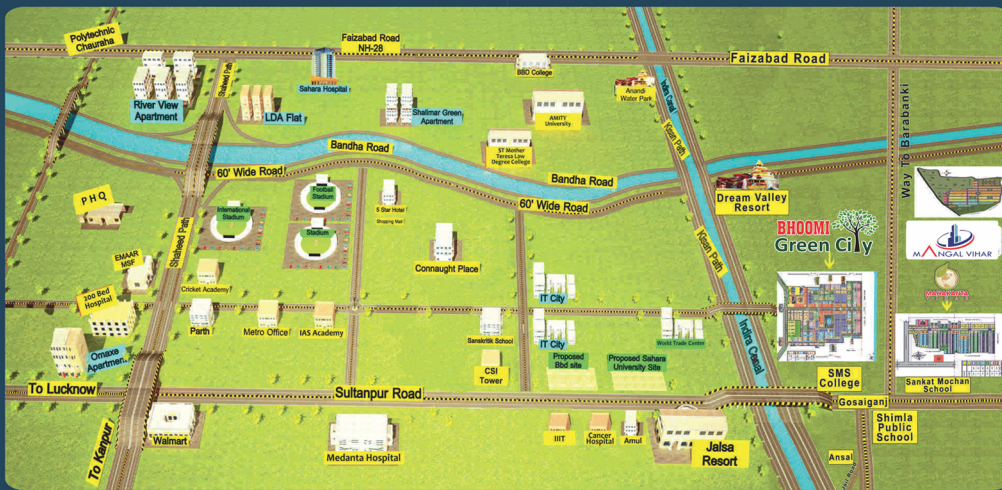 Polytechnic
Chauraha
Faizabad Road
NH-28
Faizabad Road
River View
Apartment
Shaheed Path
LDA Flat
Sahara Hospital
Shalimar Green
Apartment
BBD College
AMITY
University
Anandi
Water Park
Kisan Path
ST Mother
Teresa Law
Degree College
Bandha Road
Bandha Road
60' Wide Road
60' Wide Road
Way To Barabanki
Dream Valley
Resort
PHQ
International
Stadium
Football
Stadium
Stadium
5 Star Hotel
Shopping Mall
Connaught Place
Shaheed Path
Kisan Path
BHOOMI
Green City
MANGAL VIHAR
EMAAR
MSF
200 Bed
Hospital
Cricket Academy
Parth
Metro Office
IAS Academy
Sanskritik School
IT City
IT City
World Trade Center
Indira Canal
Omaxe
Apartment
CSI
Tower
Proposed
Bbd site
Proposed Sahara
University Site
SMS
College
Sankat Mochan
School
To Lucknow
Sultanpur Road
Gosaiganj
Shimla
Public
School
To Kanpur
Walmart
Medanta Hospital
IIIT
Cancer
Hospital
Amul
Jalsa
Resort
Ansal